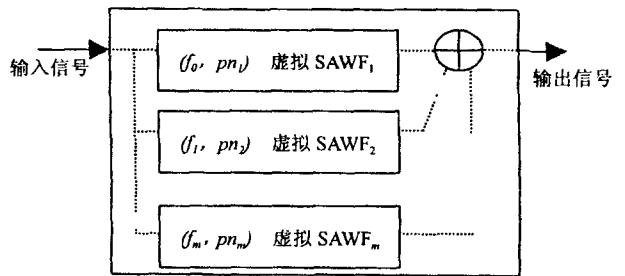 输入信号
(f₀, pn₁) 虚拟 SAWF₁
输出信号
(f₁, pn₂) 虚拟 SAWF₂
(fₘ, pnₘ) 虚拟 SAWFₘ